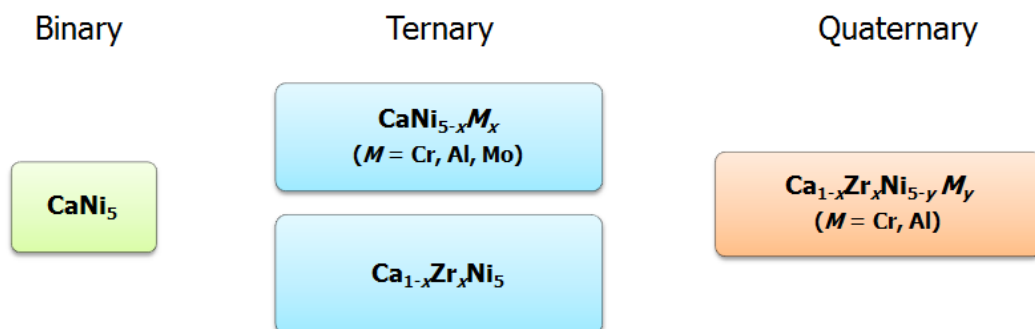 Binary
Ternary
Quaternary
CaNi₅
CaNi₅₋ₓMₓ
(M = Cr, Al, Mo)
Ca₁₋ₓZrₓNi₅
Ca₁₋ₓZrₓNi₅₋yMy
(M = Cr, Al)